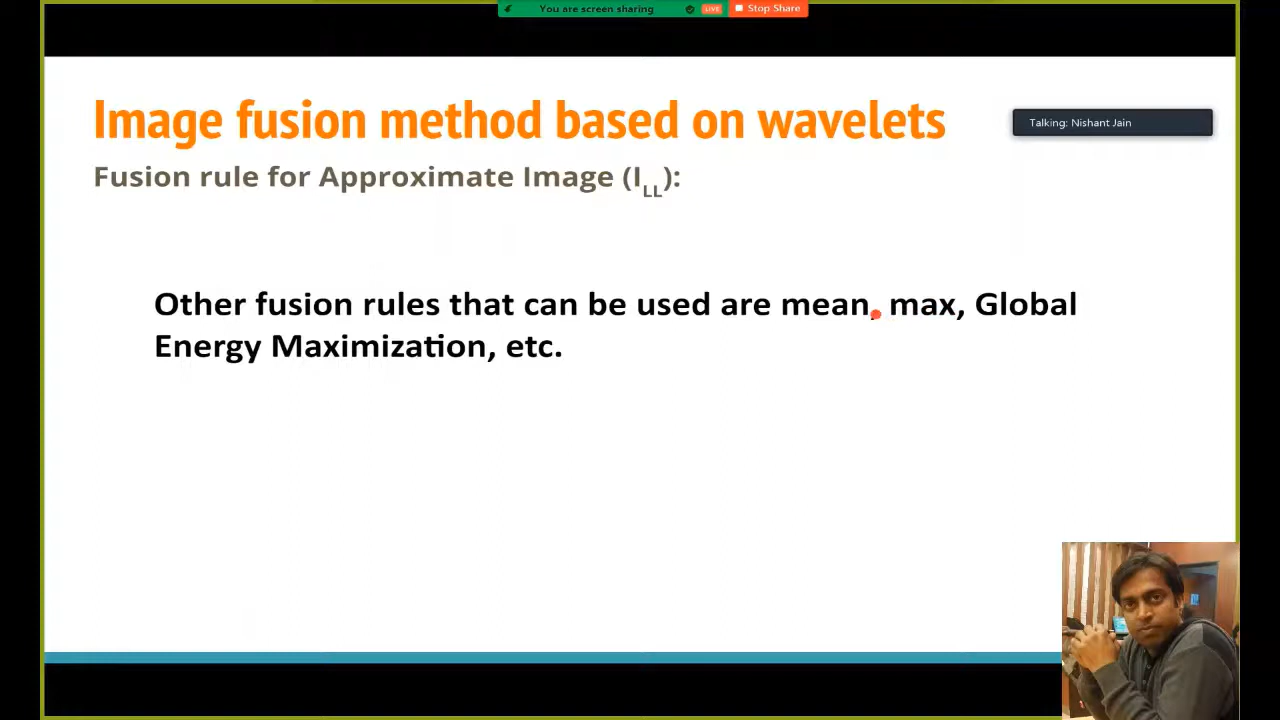 You are screen sharing LIVE Stop Share
Image fusion method based on wavelets
Talking: Nishant Jain
Fusion rule for Approximate Image (I_LL):
Other fusion rules that can be used are mean, max, Global
Energy Maximization, etc.